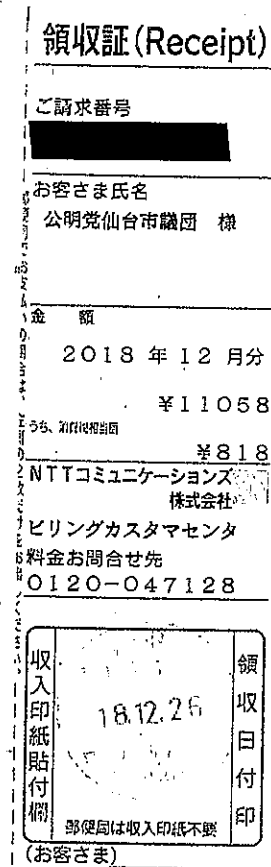 領収証(Receipt)
ご請求番号
お客さま氏名
公明党仙台市議団 様
金 額
2018 年 12 月分
¥11058
うち、消費税相当額
¥818
NTTコミュニケーションズ
株式会社
ビリングカスタマセンタ
料金お問合せ先
0120-047128
収入印紙貼付欄
18.12.26
領収日付印
郵便局は収入印紙不要
(お客さま)